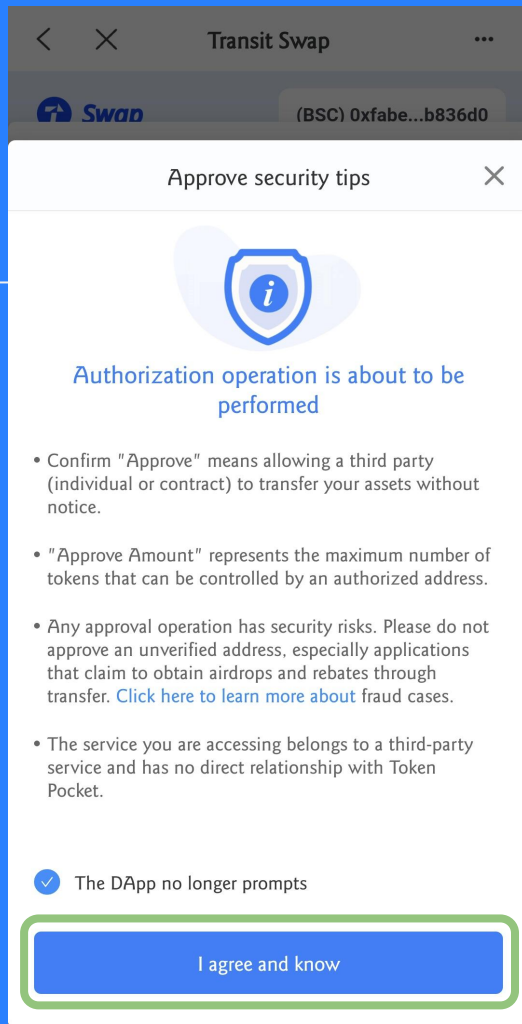 Transit Swap
Swap
(BSC) 0xfabe...b836d0
Approve security tips
Authorization operation is about to be
performed
• Confirm "Approve" means allowing a third party
(individual or contract) to transfer your assets without
notice.
• "Approve Amount" represents the maximum number of
tokens that can be controlled by an authorized address.
• Any approval operation has security risks. Please do not
approve an unverified address, especially applications
that claim to obtain airdrops and rebates through
transfer. Click here to learn more about fraud cases.
• The service you are accessing belongs to a third-party
service and has no direct relationship with Token
Pocket.
The DApp no longer prompts
I agree and know